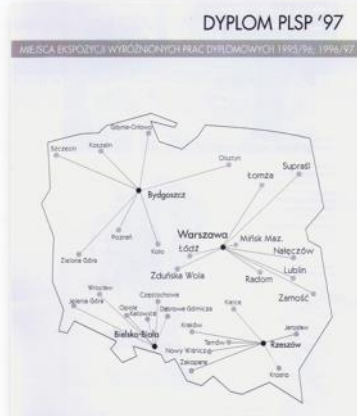 DYPLOM PLSP '97
MIEJSCA EKSPOZYCJI WYRÓŻNIONYCH PRAC DYPLOMOWYCH 1995/96; 1996/97
Gdynia-Orłowo
Szczecin
Koszalin
Olsztyn
Łomża
Supraśl
Bydgoszcz
Poznań
Koło
Zielona Góra
Warszawa
Mińsk Maz.
Łódź
Nałęczów
Zduńska Wola
Radom
Lublin
Zamość
Wrocław
Częstochowa
Jelenia Góra
Opole
Katowice
Dąbrowa Górnicza
Bielsko-Biała
Kielce
Kraków
Jarosław
Tarnów
Rzeszów
Nowy Wiśnicz
Zakopane
Krosno